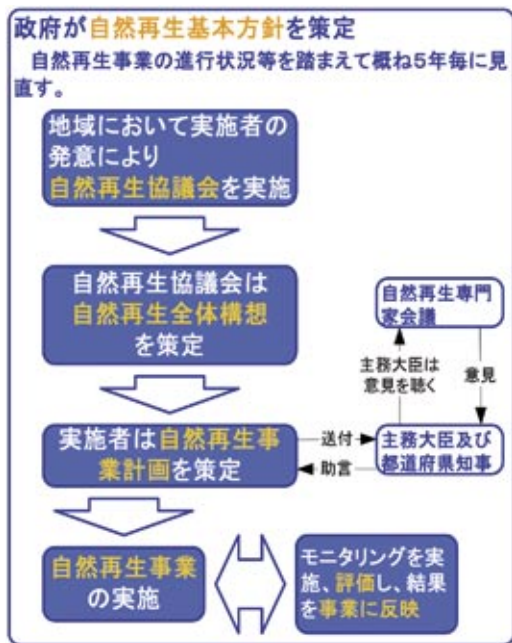 政府が自然再生基本方針を策定
自然再生事業の進行状況等を踏まえて概ね5年毎に見
直す。
地域において実施者の
発意により
自然再生協議会を実施
自然再生協議会は
自然再生全体構想
を策定
自然再生専門
家会議
主務大臣は
意見を聴く
意見
実施者は自然再生事
業計画を策定
送付
助言
主務大臣及び
都道府県知事
自然再生事業
の実施
モニタリングを実
施、評価し、結果
を事業に反映